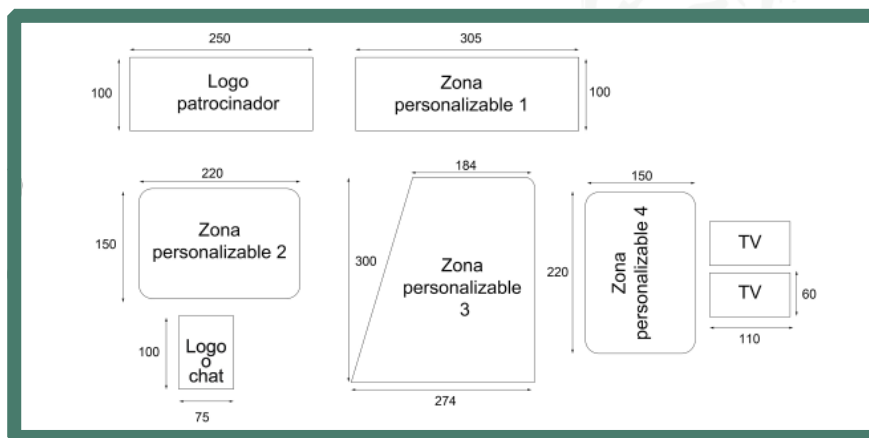 250
305
100
Logo
patrocinador
Zona
personalizable 1
100
220
184
150
150
Zona
personalizable 2
300
Zona
personalizable
3
220
Zona
personalizable 4
TV
TV
60
110
100
Logo
o
chat
75
274